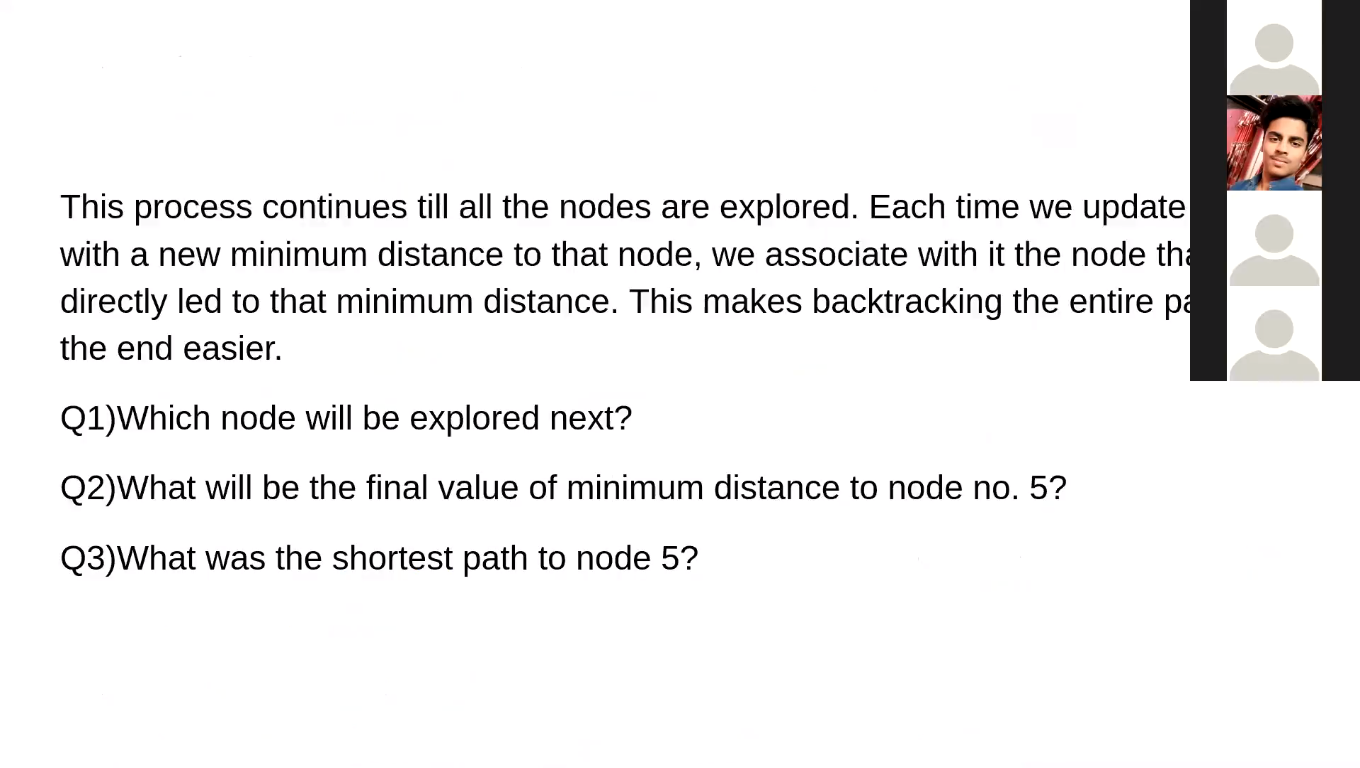 This process continues till all the nodes are explored. Each time we update
with a new minimum distance to that node, we associate with it the node
directly led to that minimum distance. This makes backtracking the entire
the end easier.
Q1)Which node will be explored next?
Q2)What will be the final value of minimum distance to node no. 5?
Q3)What was the shortest path to node 5?